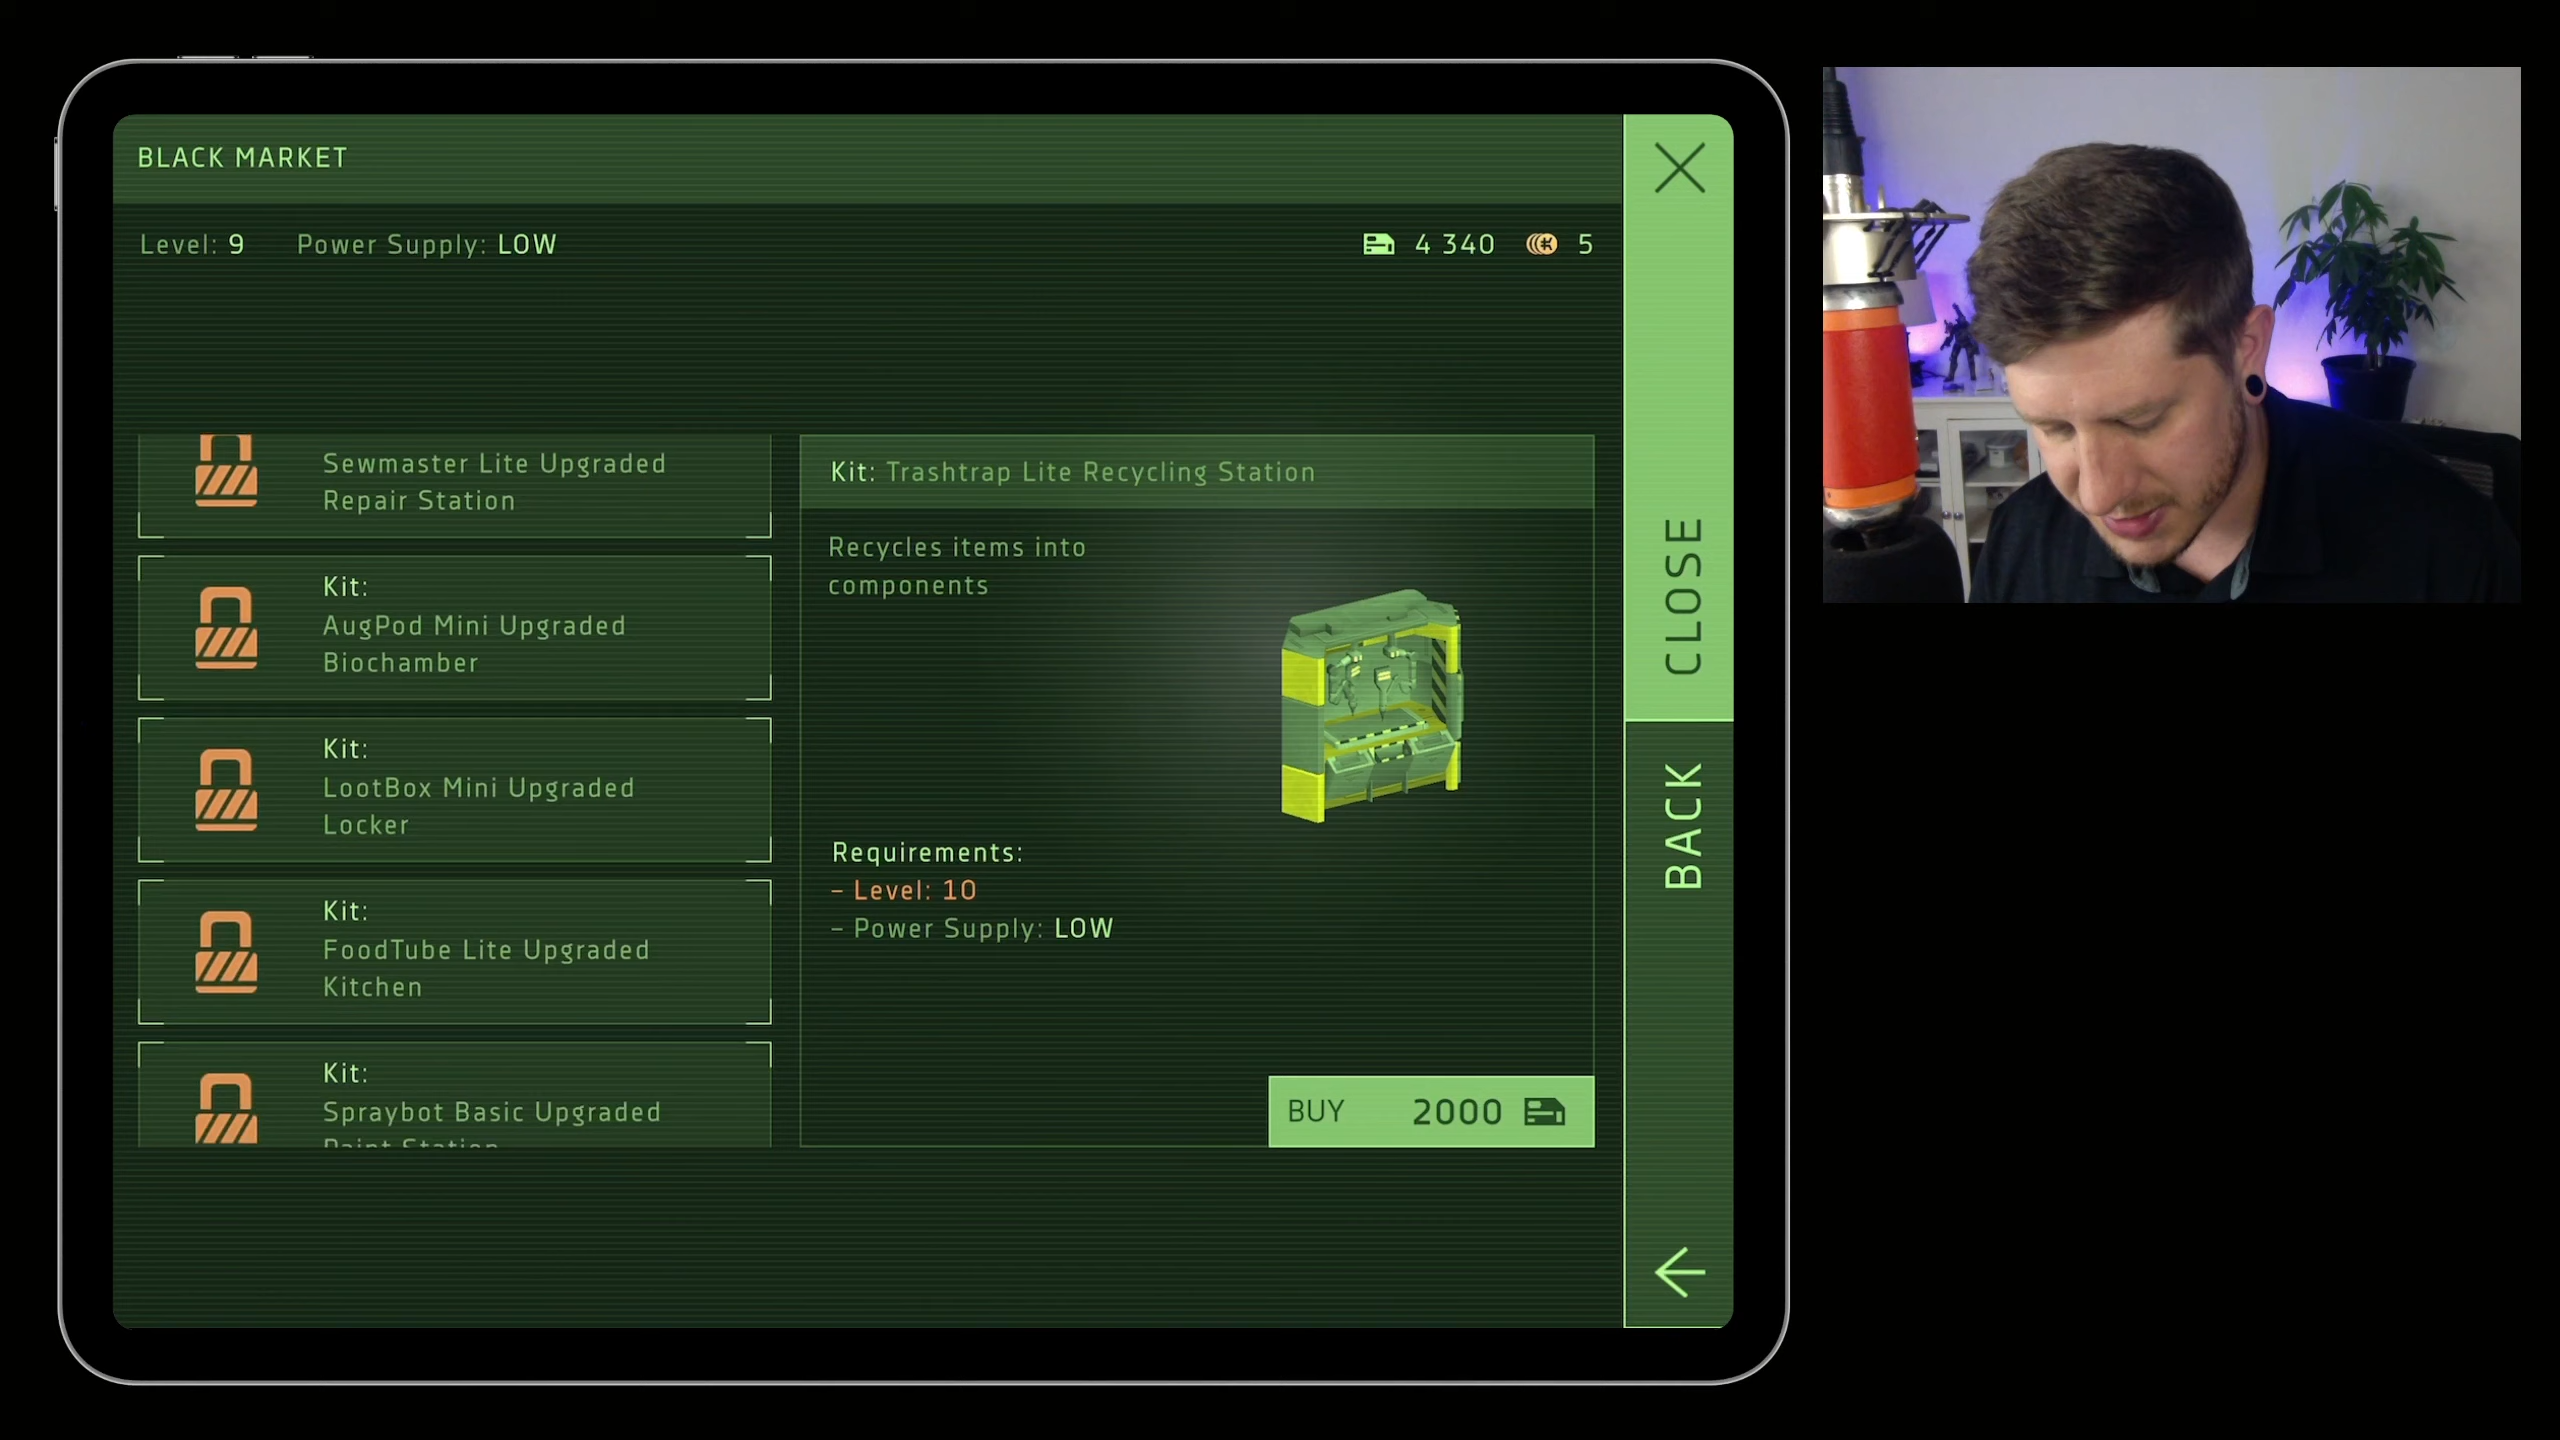 BLACK MARKET
Level: 9 Power Supply: LOW 4 340 5
Sewmaster Lite Upgraded
Repair Station
Kit:
AugPod Mini Upgraded
Biochamber
Kit:
LootBox Mini Upgraded
Locker
Kit:
FoodTube Lite Upgraded
Kitchen
Kit:
Spraybot Basic Upgraded
Paint Station
Kit: Trashtrap Lite Recycling Station
Recycles items into
components
Requirements:
– Level: 10
– Power Supply: LOW
BUY 2000
CLOSE
BACK